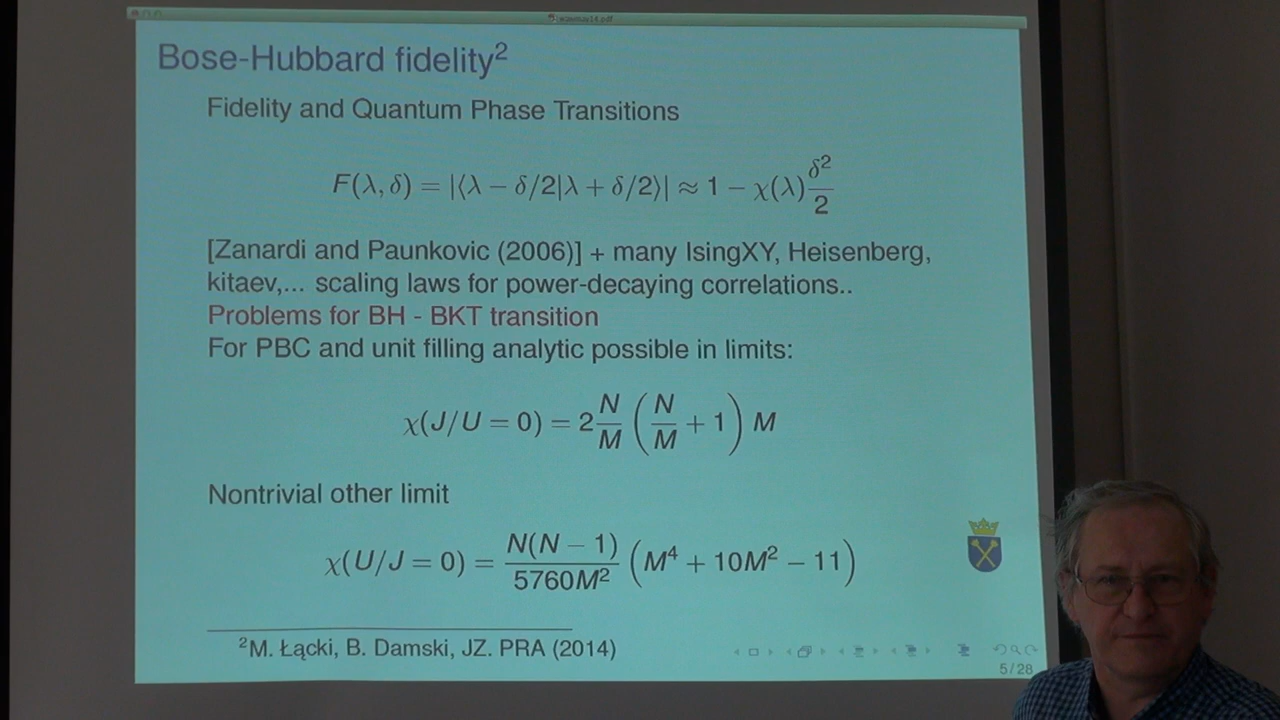 wawmay14.pdf
Bose-Hubbard fidelity²
Fidelity and Quantum Phase Transitions
F(λ, δ) = |⟨λ − δ/2|λ + δ/2⟩| ≈ 1 − χ(λ) δ²/2
[Zanardi and Paunkovic (2006)] + many IsingXY, Heisenberg,
kitaev,... scaling laws for power-decaying correlations..
Problems for BH - BKT transition
For PBC and unit filling analytic possible in limits:
χ(J/U = 0) = 2 N/M (N/M + 1) M
Nontrivial other limit
χ(U/J = 0) = N(N − 1)/5760M² (M⁴ + 10M² − 11)
²M. Łącki, B. Damski, JZ. PRA (2014)
5/28